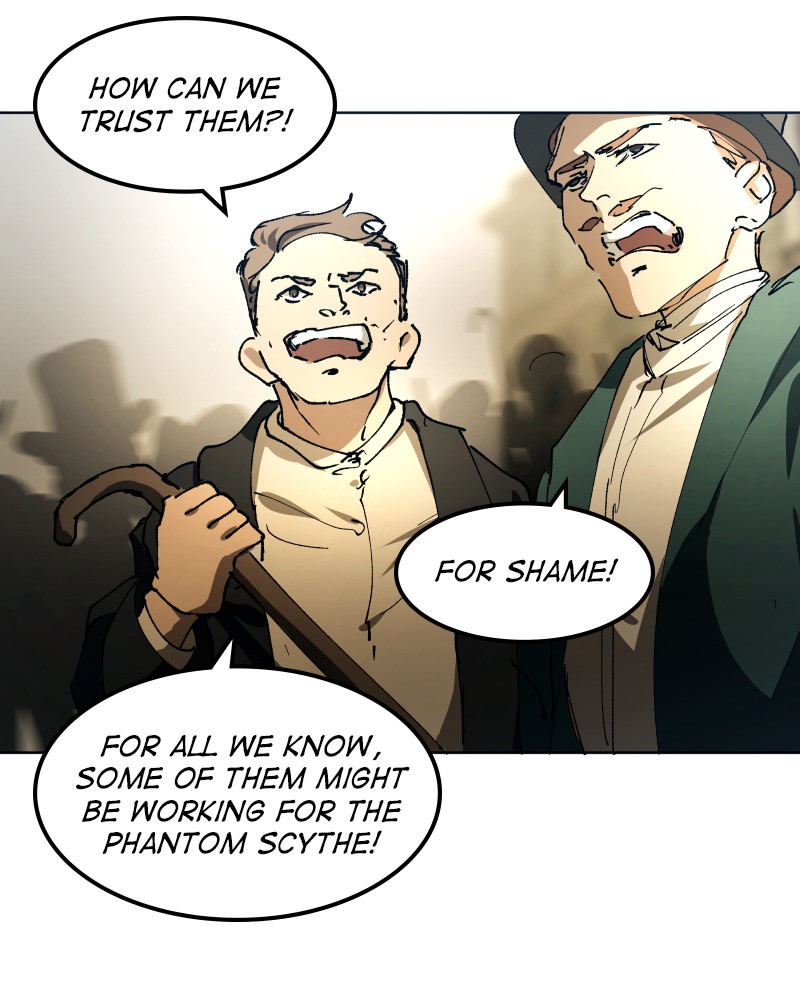 HOW CAN WE
TRUST THEM?!
FOR SHAME!
FOR ALL WE KNOW,
SOME OF THEM MIGHT
BE WORKING FOR THE
PHANTOM SCYTHE!